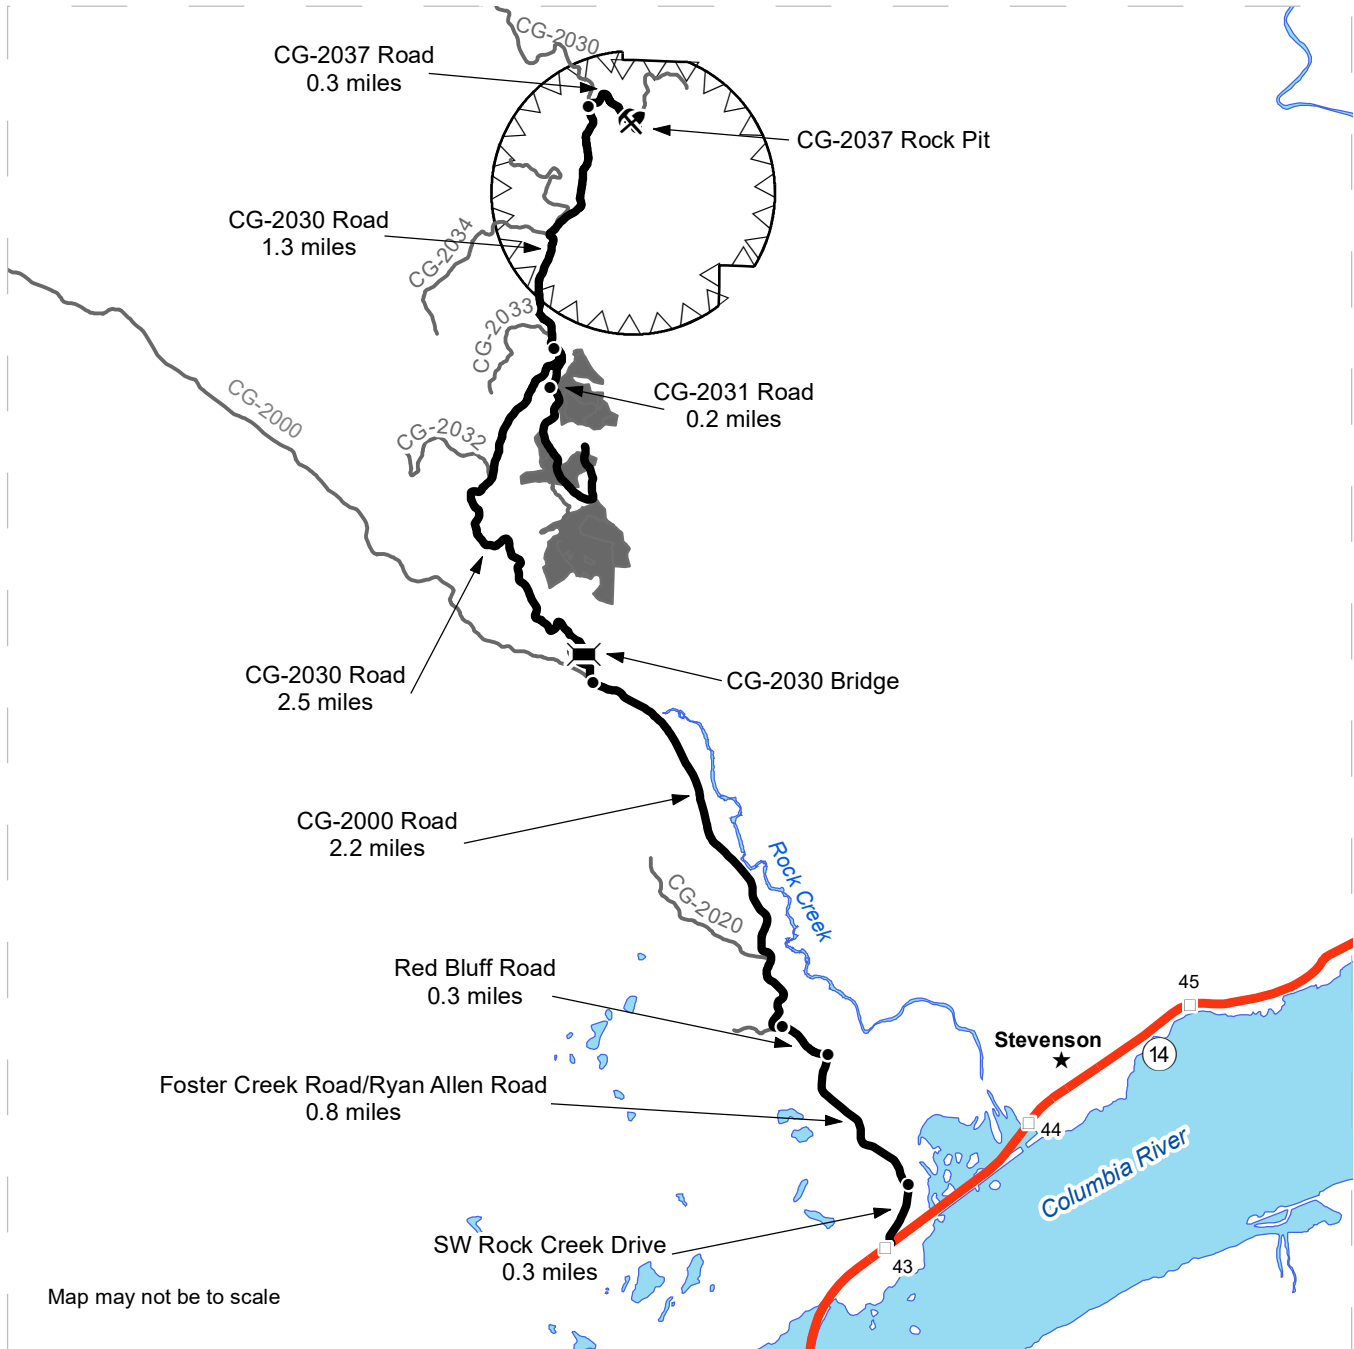 CG-2030
CG-2037 Road
0.3 miles
CG-2037 Rock Pit
CG-2030 Road
1.3 miles
CG-2034
CG-2033
CG-2031 Road
0.2 miles
CG-2000
CG-2032
CG-2030 Road
2.5 miles
CG-2030 Bridge
CG-2000 Road
2.2 miles
Rock Creek
CG-2020
Red Bluff Road
0.3 miles
45
Stevenson
14
Foster Creek Road/Ryan Allen Road
0.8 miles
44
Columbia River
SW Rock Creek Drive
0.3 miles
43
Map may not be to scale